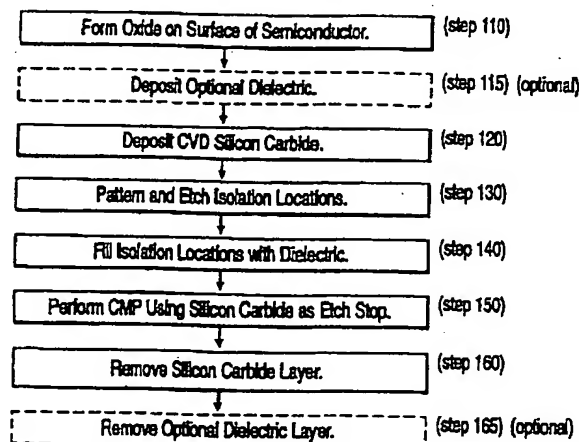 Form Oxide on Surface of Semiconductor. (step 110)
Deposit Optional Dielectric. (step 115) (optional)
Deposit CVD Silicon Carbide. (step 120)
Pattern and Etch Isolation Locations. (step 130)
Fill Isolation Locations with Dielectric. (step 140)
Perform CMP Using Silicon Carbide as Etch Stop. (step 150)
Remove Silicon Carbide Layer. (step 160)
Remove Optional Dielectric Layer. (step 165) (optional)